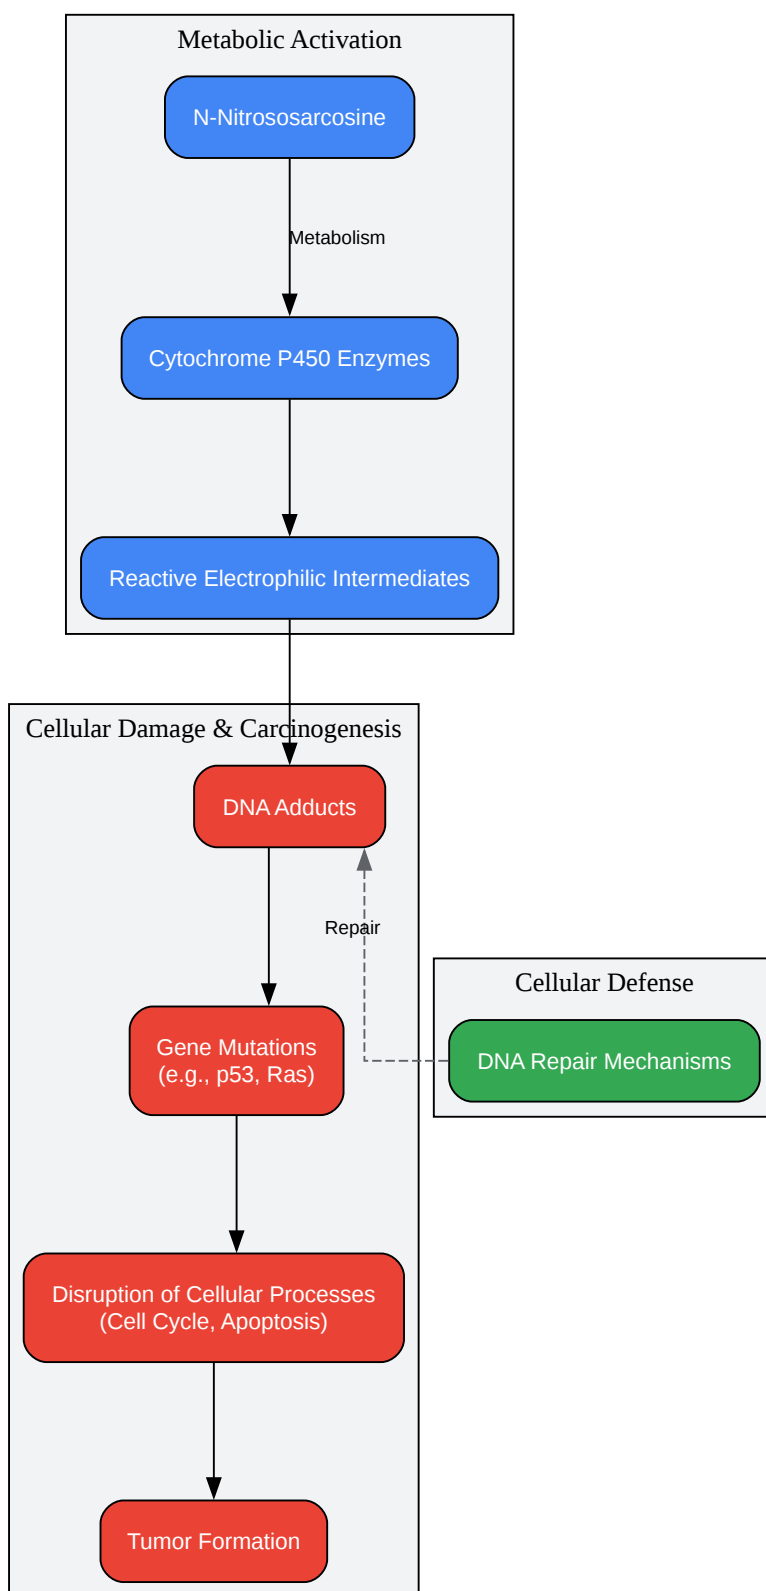 Metabolic Activation
N-Nitrososarcosine
Metabolism
Cytochrome P450 Enzymes
Reactive Electrophilic Intermediates
Cellular Damage & Carcinogenesis
DNA Adducts
Repair
Cellular Defense
DNA Repair Mechanisms
Gene Mutations
(e.g., p53, Ras)
Disruption of Cellular Processes
(Cell Cycle, Apoptosis)
Tumor Formation